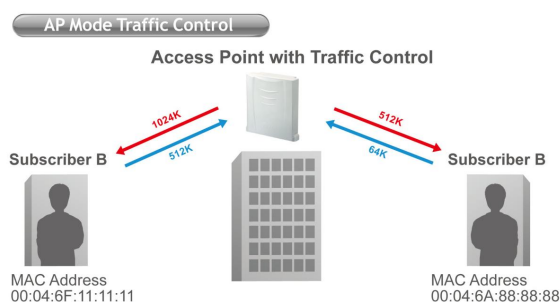 AP Mode Traffic Control
Access Point with Traffic Control
1024K
512K
512K
64K
Subscriber B
Subscriber B
MAC Address
00:04:6F:11:11:11
MAC Address
00:04:6A:88:88:88